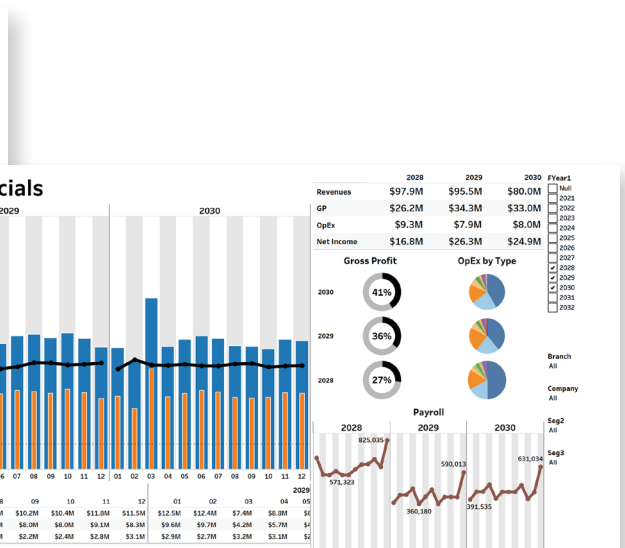 cials
2029
2030
06 07 08 09 10 11 12 01 02 03 04 05 06 07 08 09 10 11 12
2029
09 10 11 12 01 02 03 04 05
$10.2M $10.4M $11.8M $11.5M $12.5M $12.4M $7.4M $8.8M
$8.0M $8.0M $9.1M $8.3M $9.6M $9.7M $4.2M $5.7M
$2.2M $2.4M $2.8M $3.1M $2.9M $2.7M $3.2M $3.1M
2028 2029 2030
Revenues $97.9M $95.5M $80.0M
GP $26.2M $34.3M $33.0M
OpEx $9.3M $7.9M $8.0M
Net Income $16.8M $26.3M $24.9M
Gross Profit
OpEx by Type
2030 41%
2029 36%
2028 27%
Payroll
2028 2029 2030
825,035
571,323
590,013
360,180
631,034
391,535
FYear1
Null
2021
2022
2023
2024
2025
2026
2027
2028
2029
2030
2031
2032
Branch
All
Company
All
Seg2
All
Seg3
All